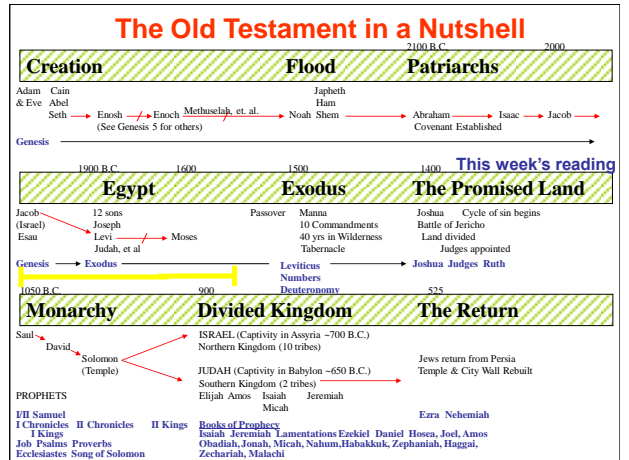 The Old Testament in a Nutshell
2100 B.C. 2000
Creation Flood Patriarchs
Adam Cain Japheth
& Eve Abel Ham
Seth Enosh Enoch Methuselah, et. al. Noah Shem Abraham Isaac Jacob
(See Genesis 5 for others) Covenant Established
Genesis
This week's reading
1900 B.C. 1600 1500 1400
Egypt Exodus The Promised Land
Jacob 12 sons Passover Manna Joshua Cycle of sin begins
(Israel) Joseph 10 Commandments Battle of Jericho
Esau Levi Moses 40 yrs in Wilderness Land divided
Judah, et al Tabernacle Judges appointed
Genesis Exodus Leviticus Joshua Judges Ruth
Numbers
Deuteronomy
1050 B.C. 900 525
Monarchy Divided Kingdom The Return
Saul ISRAEL (Captivity in Assyria ~700 B.C.)
David Northern Kingdom (10 tribes)
Solomon Jews return from Persia
(Temple) JUDAH (Captivity in Babylon ~650 B.C.) Temple & City Wall Rebuilt
Southern Kingdom (2 tribes)
PROPHETS Elijah Amos Isaiah Jeremiah
Micah
I/II Samuel Ezra Nehemiah
I Chronicles II Chronicles II Kings Books of Prophecy
I Kings Isaiah Jeremiah Lamentations Ezekiel Daniel Hosea, Joel, Amos
Job Psalms Proverbs Obadiah, Jonah, Micah, Nahum, Habakkuk, Zephaniah, Haggai,
Ecclesiastes Song of Solomon Zechariah, Malachi